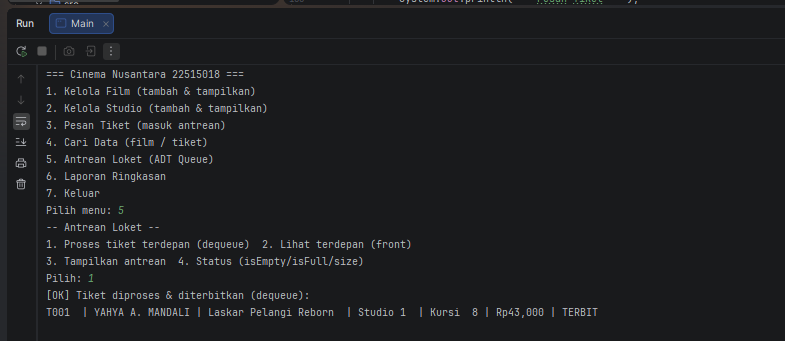 Run Main
=== Cinema Nusantara 22515018 ===
1. Kelola Film (tambah & tampilkan)
2. Kelola Studio (tambah & tampilkan)
3. Pesan Tiket (masuk antrean)
4. Cari Data (film / tiket)
5. Antrean Loket (ADT Queue)
6. Laporan Ringkasan
7. Keluar
Pilih menu: 5
-- Antrean Loket --
1. Proses tiket terdepan (dequeue)  2. Lihat terdepan (front)
3. Tampilkan antrean  4. Status (isEmpty/isFull/size)
Pilih: 1
[OK] Tiket diproses & diterbitkan (dequeue):
T001  | YAHYA A. MANDALI | Laskar Pelangi Reborn  | Studio 1  | Kursi  8 | Rp43,000 | TERBIT